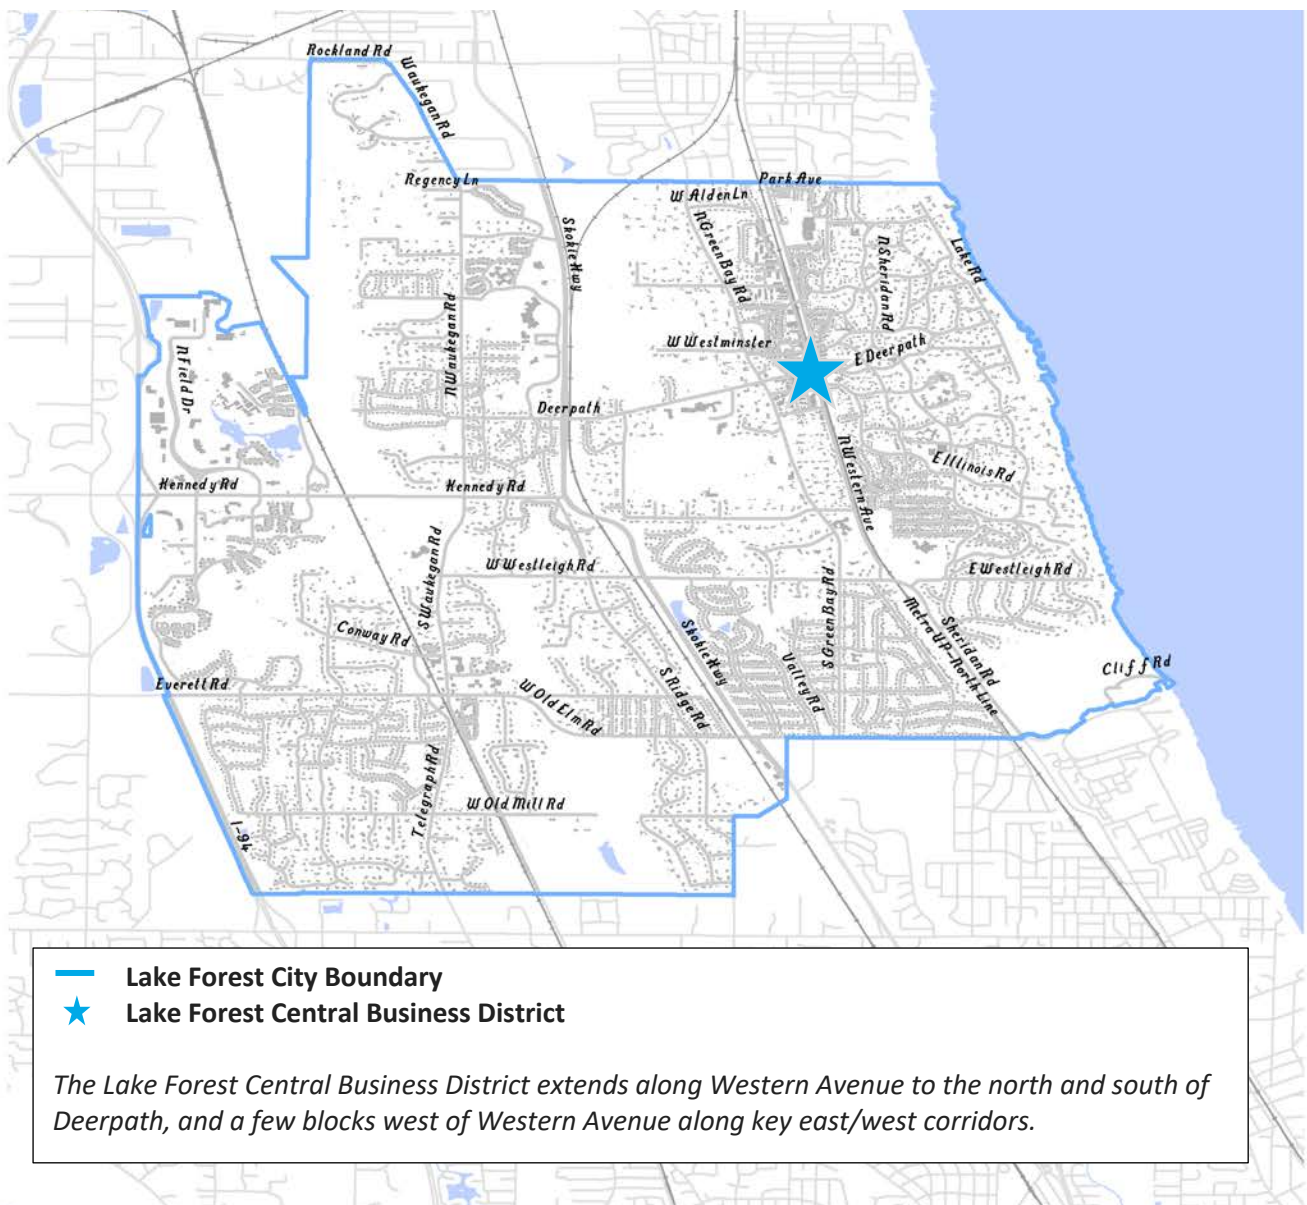 Rockland Rd
Waukegan Rd
Regency Ln
Park Ave
W Alden Ln
N Green Bay Rd
N Sheridan Rd
Lake Rd
Skokie Hwy
N Waukegan Rd
W Westminster
E Deerpath
N Field Dr
Deerpath
N Western Ave
E Illinois Rd
Kennedy Rd
Kennedy Rd
S Waukegan Rd
W Westleigh Rd
E Westleigh Rd
S Green Bay Rd
Metra UP-North Line
Sheridan Rd
Conway Rd
Skokie Hwy
Valley Rd
Cliff Rd
Everett Rd
W Old Elm Rd
S Ridge Rd
Telegraph Rd
W Old Mill Rd
I-94
Lake Forest City Boundary
Lake Forest Central Business District
The Lake Forest Central Business District extends along Western Avenue to the north and south of
Deerpath, and a few blocks west of Western Avenue along key east/west corridors.